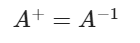 A⁺ = A⁻¹